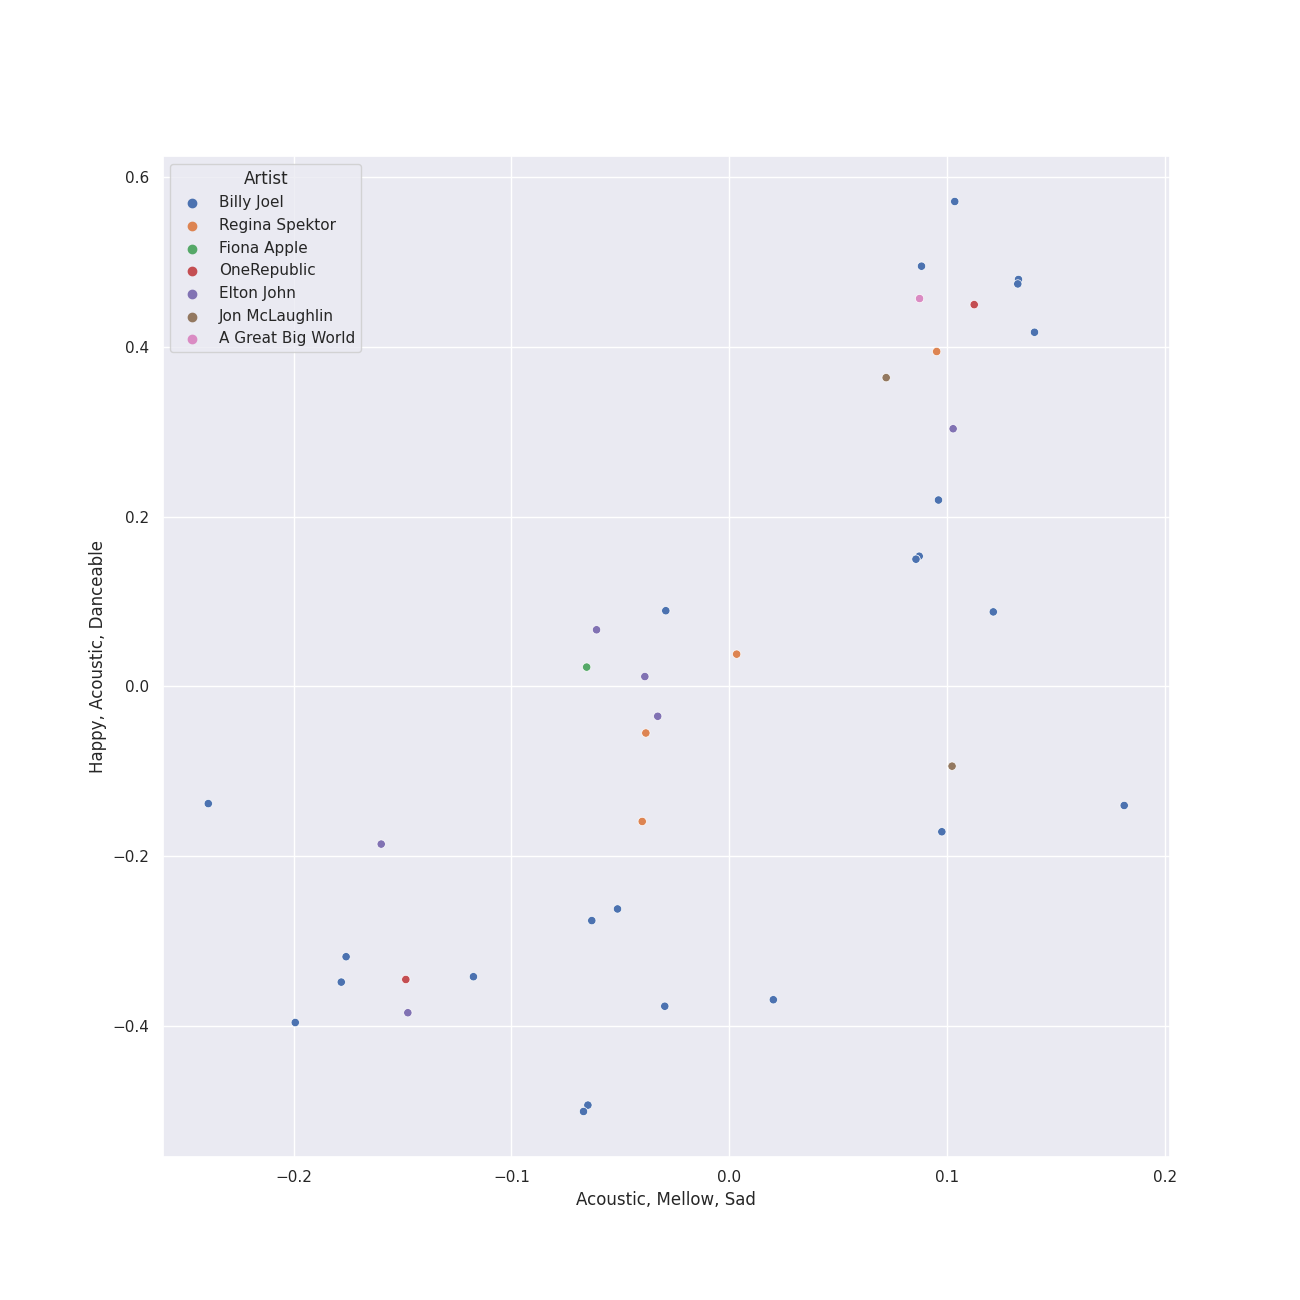 Artist
Billy Joel
Regina Spektor
Fiona Apple
OneRepublic
Elton John
Jon McLaughlin
A Great Big World
0.6
0.4
0.2
0.0
−0.2
−0.4
Happy, Acoustic, Danceable
−0.2
−0.1
0.0
0.1
0.2
Acoustic, Mellow, Sad